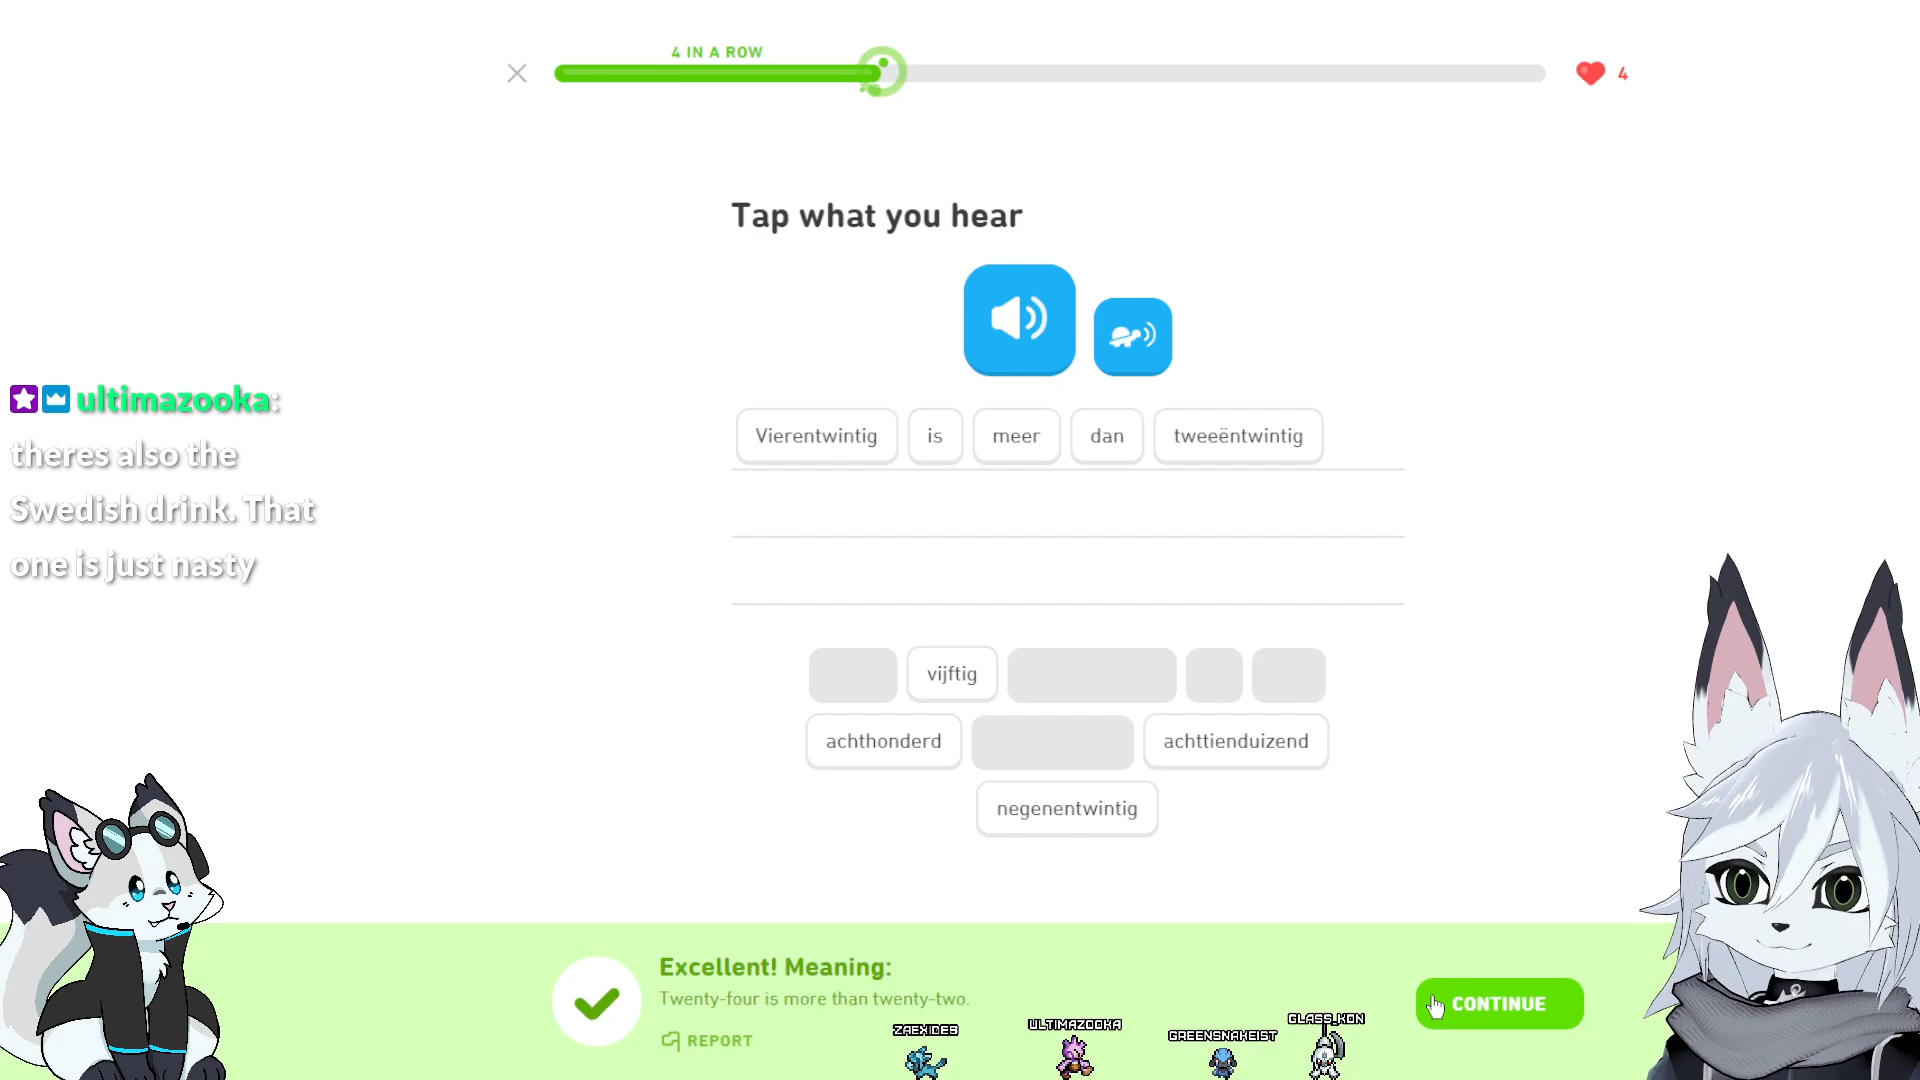 4 IN A ROW
4
Tap what you hear
Vierentwintig is meer dan tweeëntwintig
ultimazooka:
theres also the
Swedish drink. That
one is just nasty
vijftig
achthonderd achttienduizend
negenentwintig
Excellent! Meaning:
Twenty-four is more than twenty-two.
REPORT
CONTINUE
ZAEXIDES ULTIMAZOOKA GREENSNAKEIST GLASS_KON